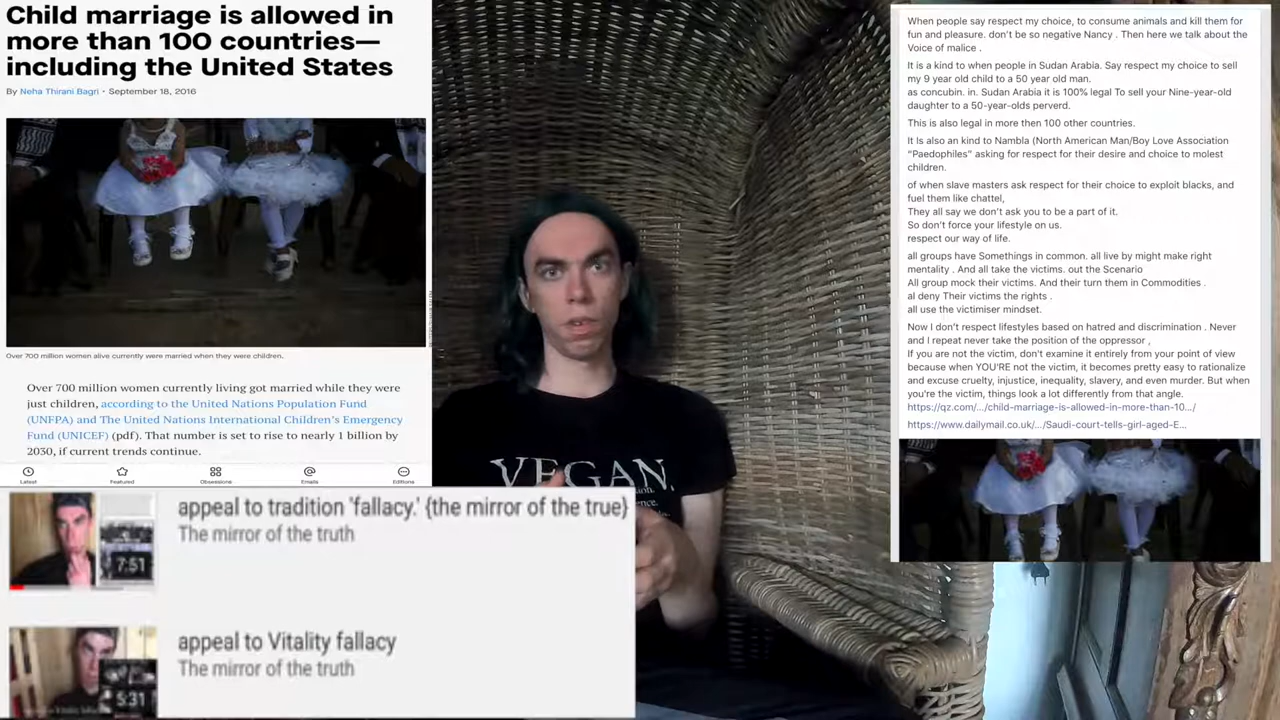 Child marriage is allowed in
more than 100 countries—
including the United States
By Neha Thirani Bagri • September 18, 2016
Over 700 million women alive currently were married when they were children.
Over 700 million women currently living got married while they were
just children, according to the United Nations Population Fund
(UNFPA) and The United Nations International Children's Emergency
Fund (UNICEF) (pdf). That number is set to rise to nearly 1 billion by
2030, if current trends continue.
Latest
Featured
Obsessions
Emails
Editions
appeal to tradition 'fallacy.' {the mirror of the true}
The mirror of the truth
7:51
appeal to Vitality fallacy
The mirror of the truth
5:31
VEGAN.
When people say respect my choice, to consume animals and kill them for
fun and pleasure. don't be so negative Nancy . Then here we talk about the
Voice of malice .
It is a kind to when people in Sudan Arabia. Say respect my choice to sell
my 9 year old child to a 50 year old man.
as concubin. in. Sudan Arabia it is 100% legal To sell your Nine-year-old
daughter to a 50-year-olds perverd.
This is also legal in more then 100 other countries.
It Is also an kind to Nambla (North American Man/Boy Love Association
"Paedophiles" asking for respect for their desire and choice to molest
children.
of when slave masters ask respect for their choice to exploit blacks, and
fuel them like chattel,
They all say we don't ask you to be a part of it.
So don't force your lifestyle on us.
respect our way of life.
all groups have Somethings in common. all live by might make right
mentality . And all take the victims. out the Scenario
All group mock their victims. And their turn them in Commodities .
al deny Their victims the rights .
all use the victimiser mindset.
Now I don't respect lifestyles based on hatred and discrimination . Never
and I repeat never take the position of the oppressor ,
If you are not the victim, don't examine it entirely from your point of view
because when YOU'RE not the victim, it becomes pretty easy to rationalize
and excuse cruelty, injustice, inequality, slavery, and even murder. But when
you're the victim, things look a lot differently from that angle.
https://qz.com/.../child-marriage-is-allowed-in-more-than-10.../
https://www.dailymail.co.uk/.../Saudi-court-tells-girl-aged-E...